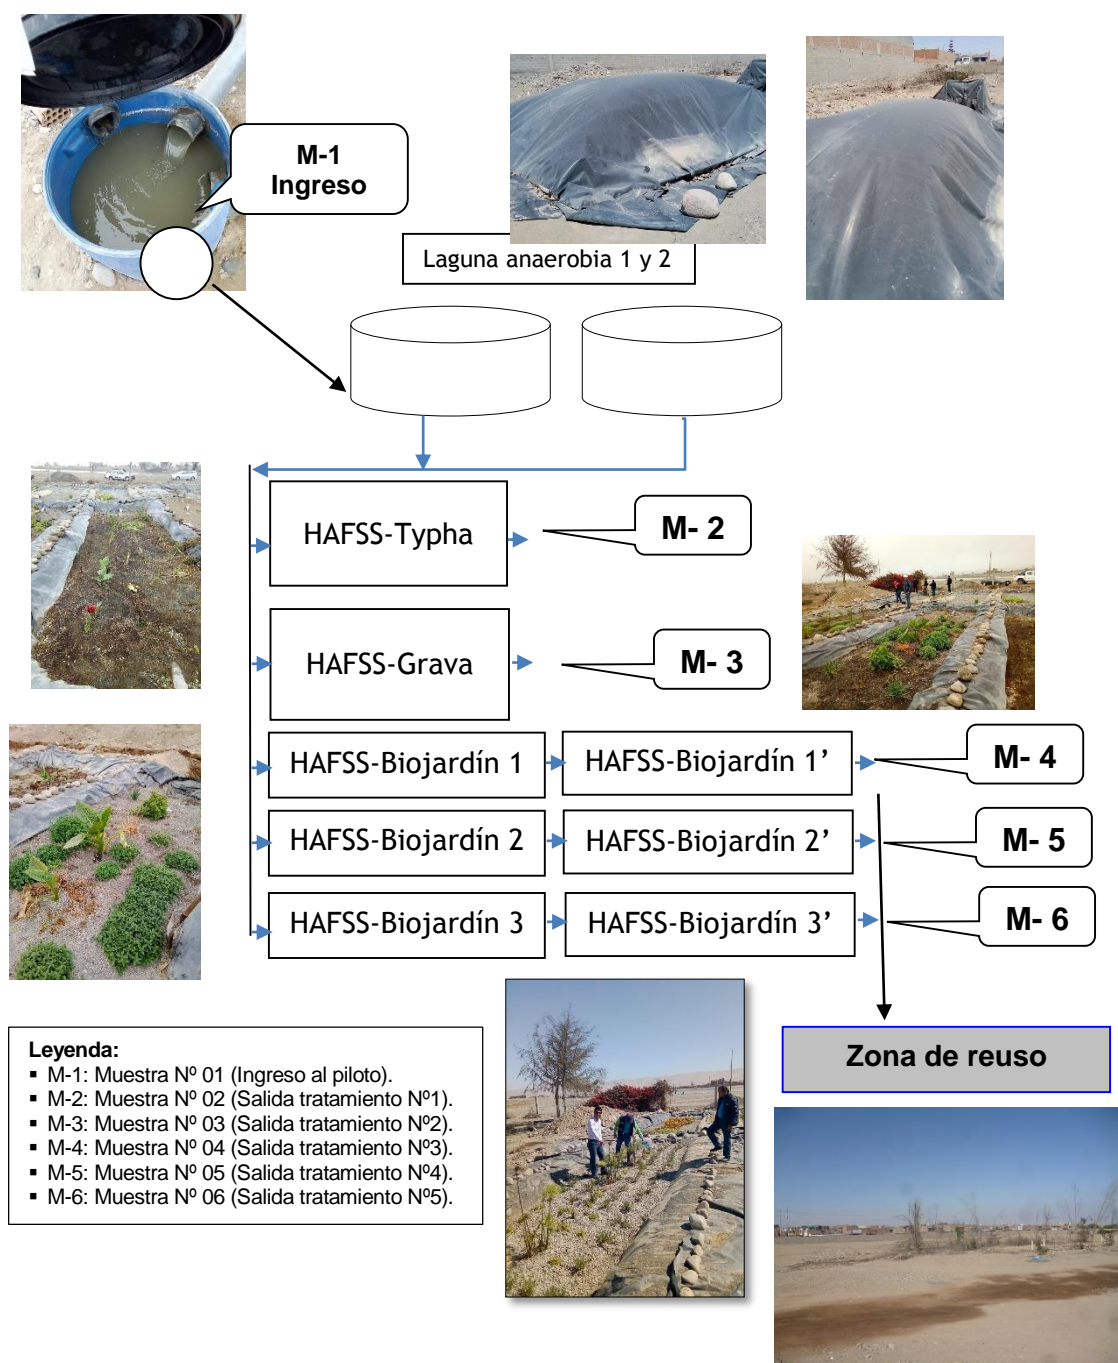 M-1
Ingreso
Laguna anaerobia 1 y 2
HAFSS-Typha
M- 2
HAFSS-Grava
M- 3
HAFSS-Biojardín 1
HAFSS-Biojardín 1’
M- 4
HAFSS-Biojardín 2
HAFSS-Biojardín 2’
M- 5
HAFSS-Biojardín 3
HAFSS-Biojardín 3’
M- 6
Leyenda:
▪ M-1: Muestra Nº 01 (Ingreso al piloto).
▪ M-2: Muestra Nº 02 (Salida tratamiento Nº1).
▪ M-3: Muestra Nº 03 (Salida tratamiento Nº2).
▪ M-4: Muestra Nº 04 (Salida tratamiento Nº3).
▪ M-5: Muestra Nº 05 (Salida tratamiento Nº4).
▪ M-6: Muestra Nº 06 (Salida tratamiento Nº5).
Zona de reuso